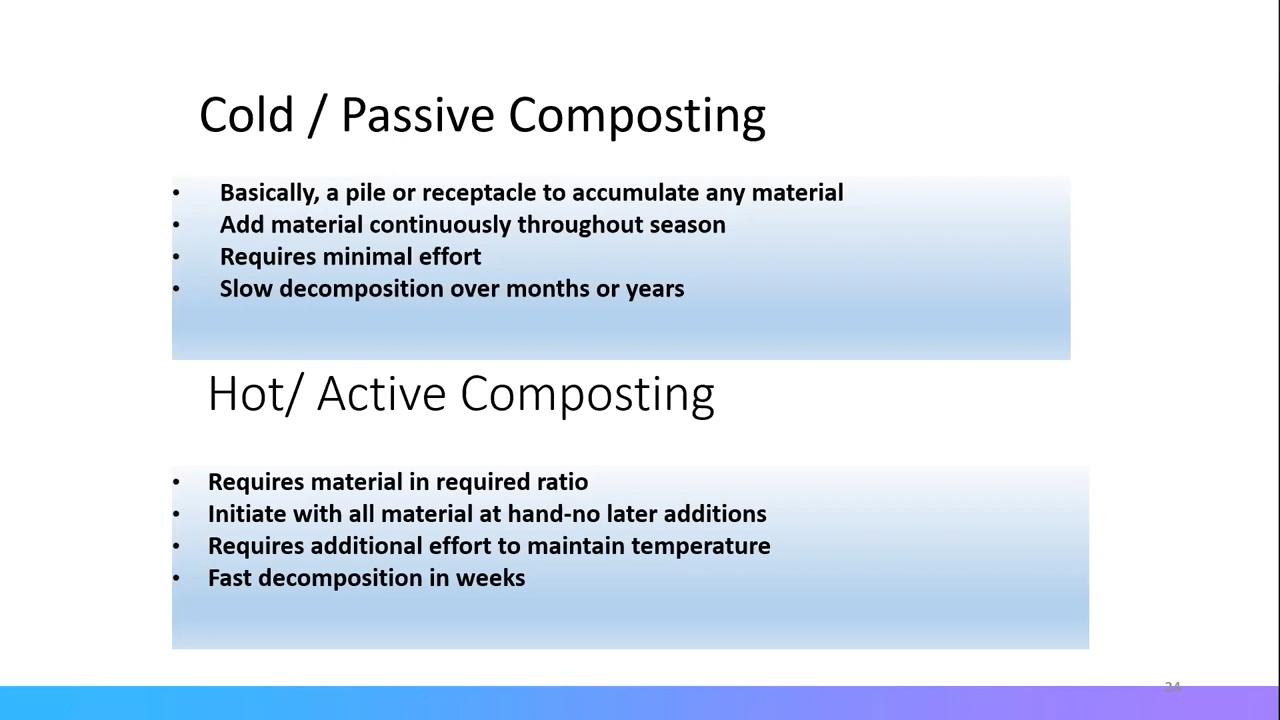 Cold / Passive Composting
• Basically, a pile or receptacle to accumulate any material
• Add material continuously throughout season
• Requires minimal effort
• Slow decomposition over months or years
Hot/ Active Composting
• Requires material in required ratio
• Initiate with all material at hand-no later additions
• Requires additional effort to maintain temperature
• Fast decomposition in weeks
24